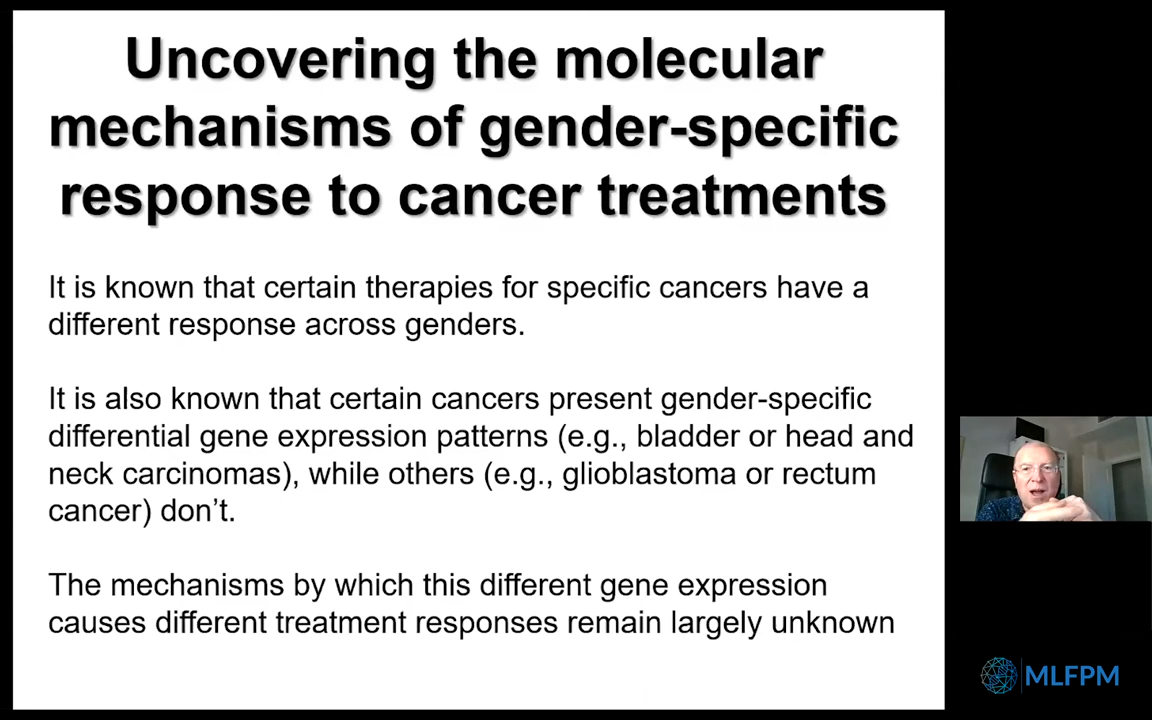 Uncovering the molecular
mechanisms of gender-specific
response to cancer treatments
It is known that certain therapies for specific cancers have a
different response across genders.
It is also known that certain cancers present gender-specific
differential gene expression patterns (e.g., bladder or head and
neck carcinomas), while others (e.g., glioblastoma or rectum
cancer) don’t.
The mechanisms by which this different gene expression
causes different treatment responses remain largely unknown
MLFPM